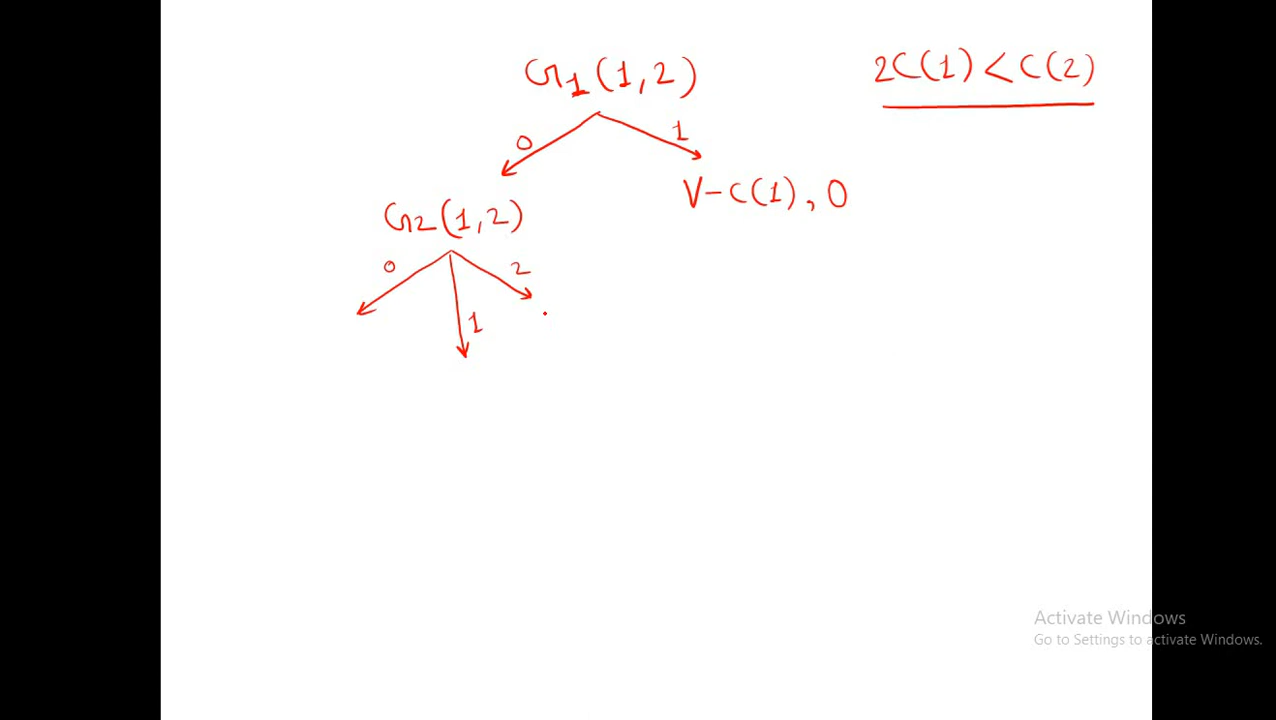 G1(1,2)
2C(1)<C(2)
0
1
V-C(1), 0
G2(1,2)
0
2
1
Activate Windows
Go to Settings to activate Windows.